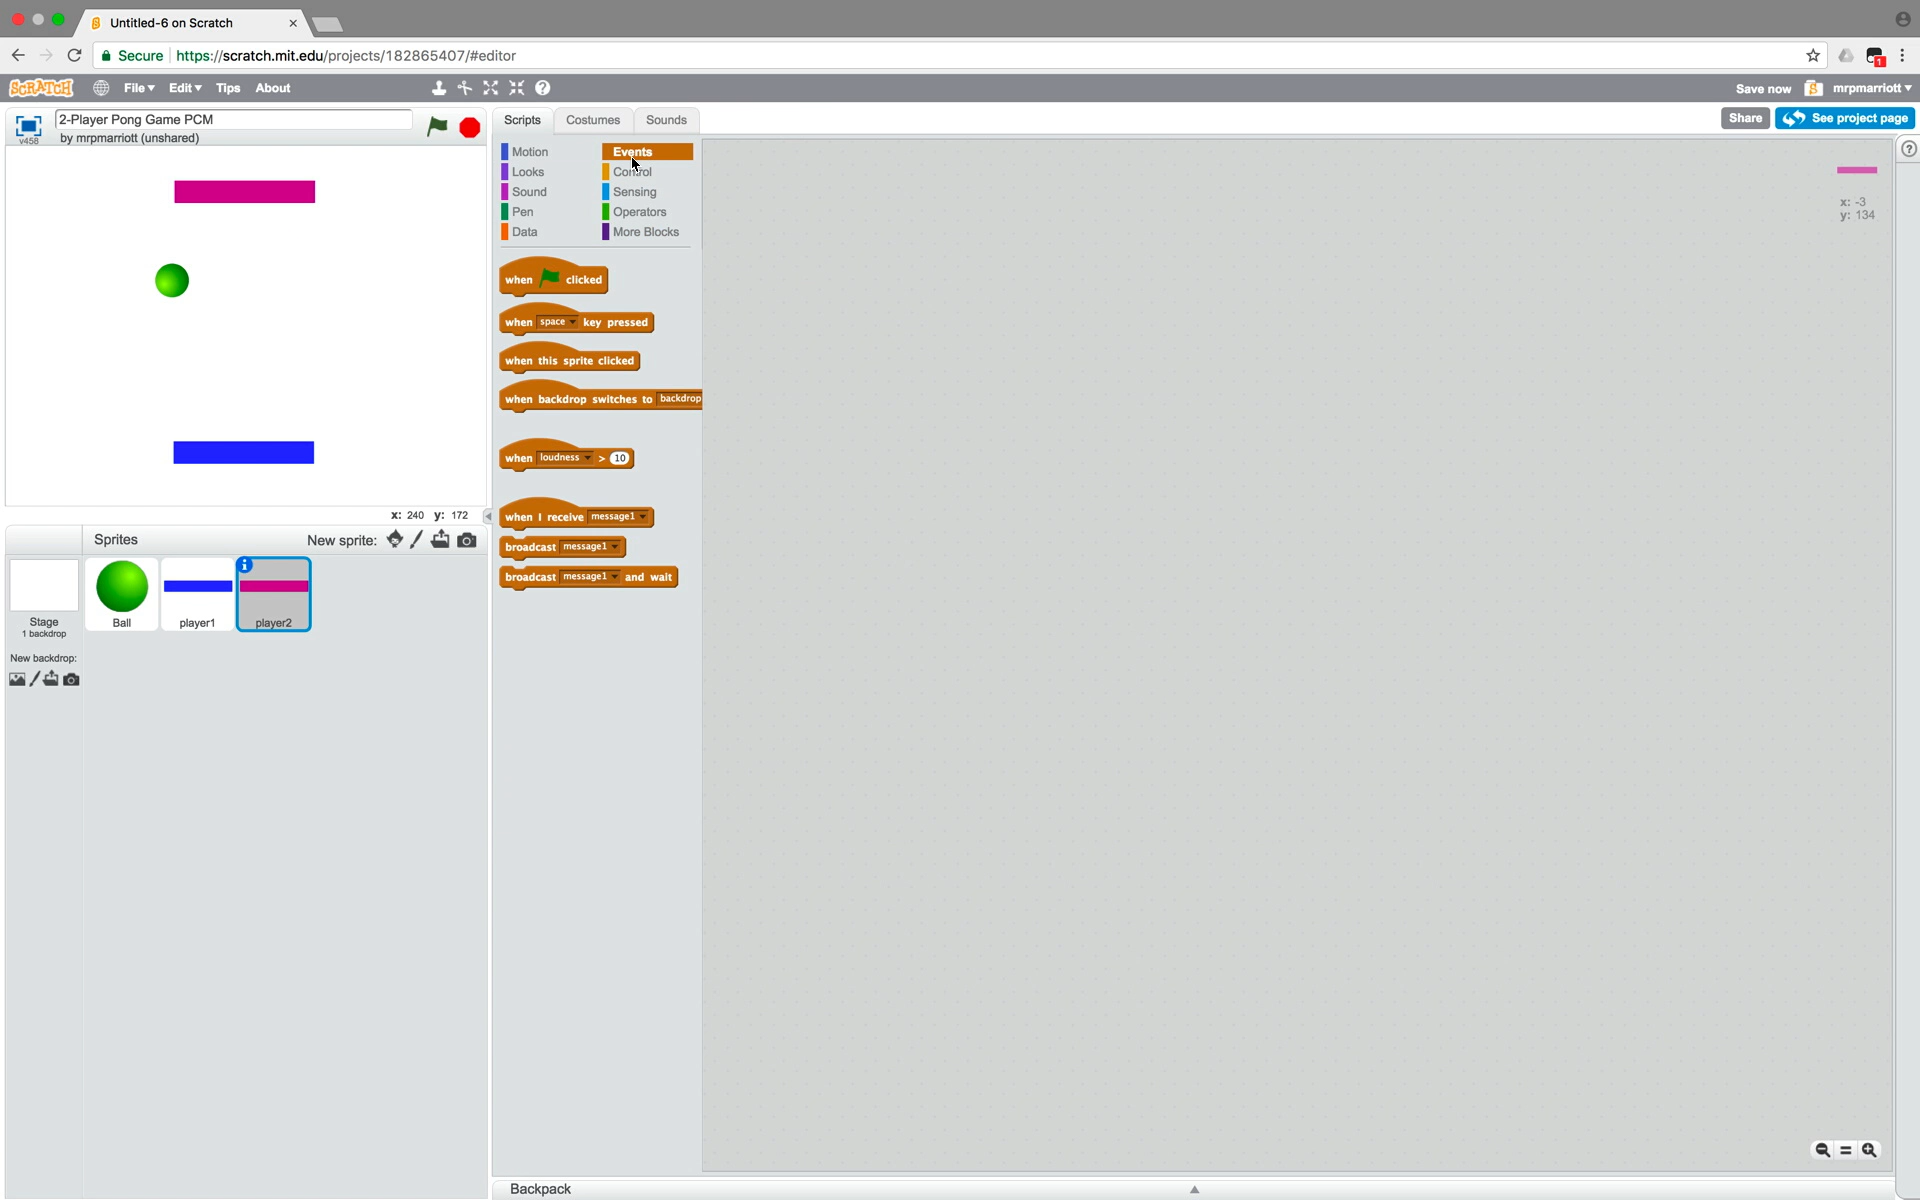 Untitled-6 on Scratch
Secure https://scratch.mit.edu/projects/182865407/#editor
1
SCRATCH File Edit Tips About
Save now mrpmarriott
2-Player Pong Game PCM
by mrpmarriott (unshared)
v458
Scripts Costumes Sounds
Share See project page
Motion Events
Looks Control
Sound Sensing
Pen Operators
Data More Blocks
x: -3
y: 134
when clicked
when space key pressed
when this sprite clicked
when backdrop switches to backdrop
when loudness > 10
when I receive message1
broadcast message1
broadcast message1 and wait
x: 240 y: 172
Sprites New sprite:
Stage
1 backdrop
Ball
player1
player2
New backdrop:
Backpack